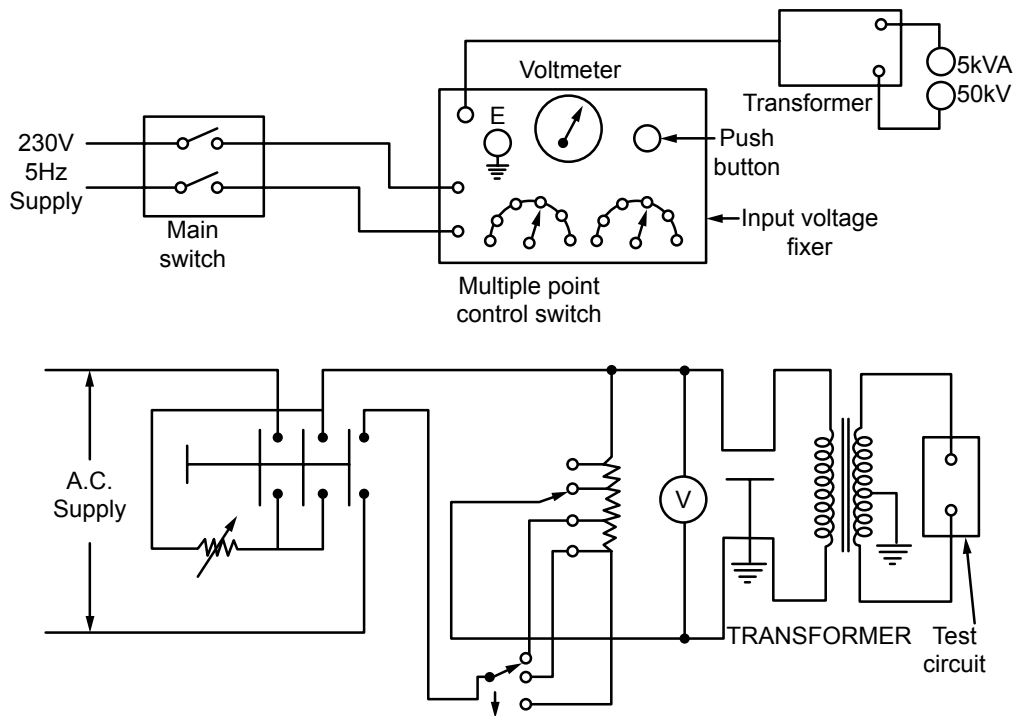 230V
5Hz
Supply
Main
switch
Voltmeter
E
Multiple point
control switch
Push
button
Input voltage
fixer
Transformer
5kVA
50kV
A.C.
Supply
V
TRANSFORMER
Test
circuit